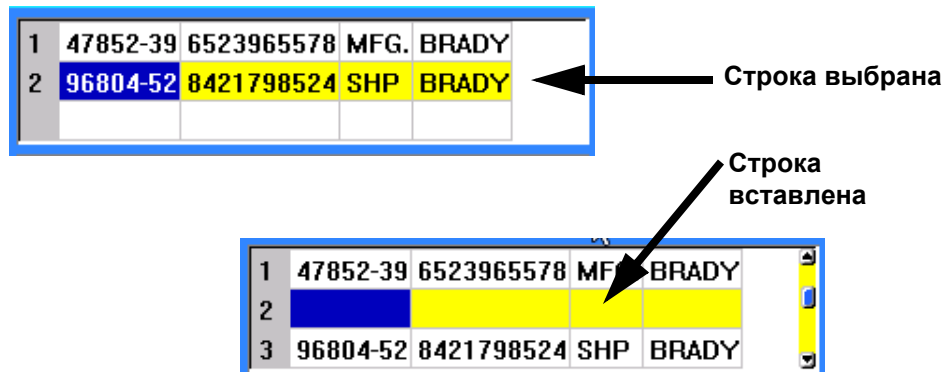 1 47852-39 6523965578 MFG. BRADY
2 96804-52 8421798524 SHP BRADY
Строка выбрана
Строка
вставлена
1 47852-39 6523965578 BRADY
2
3 96804-52 8421798524 SHP BRADY